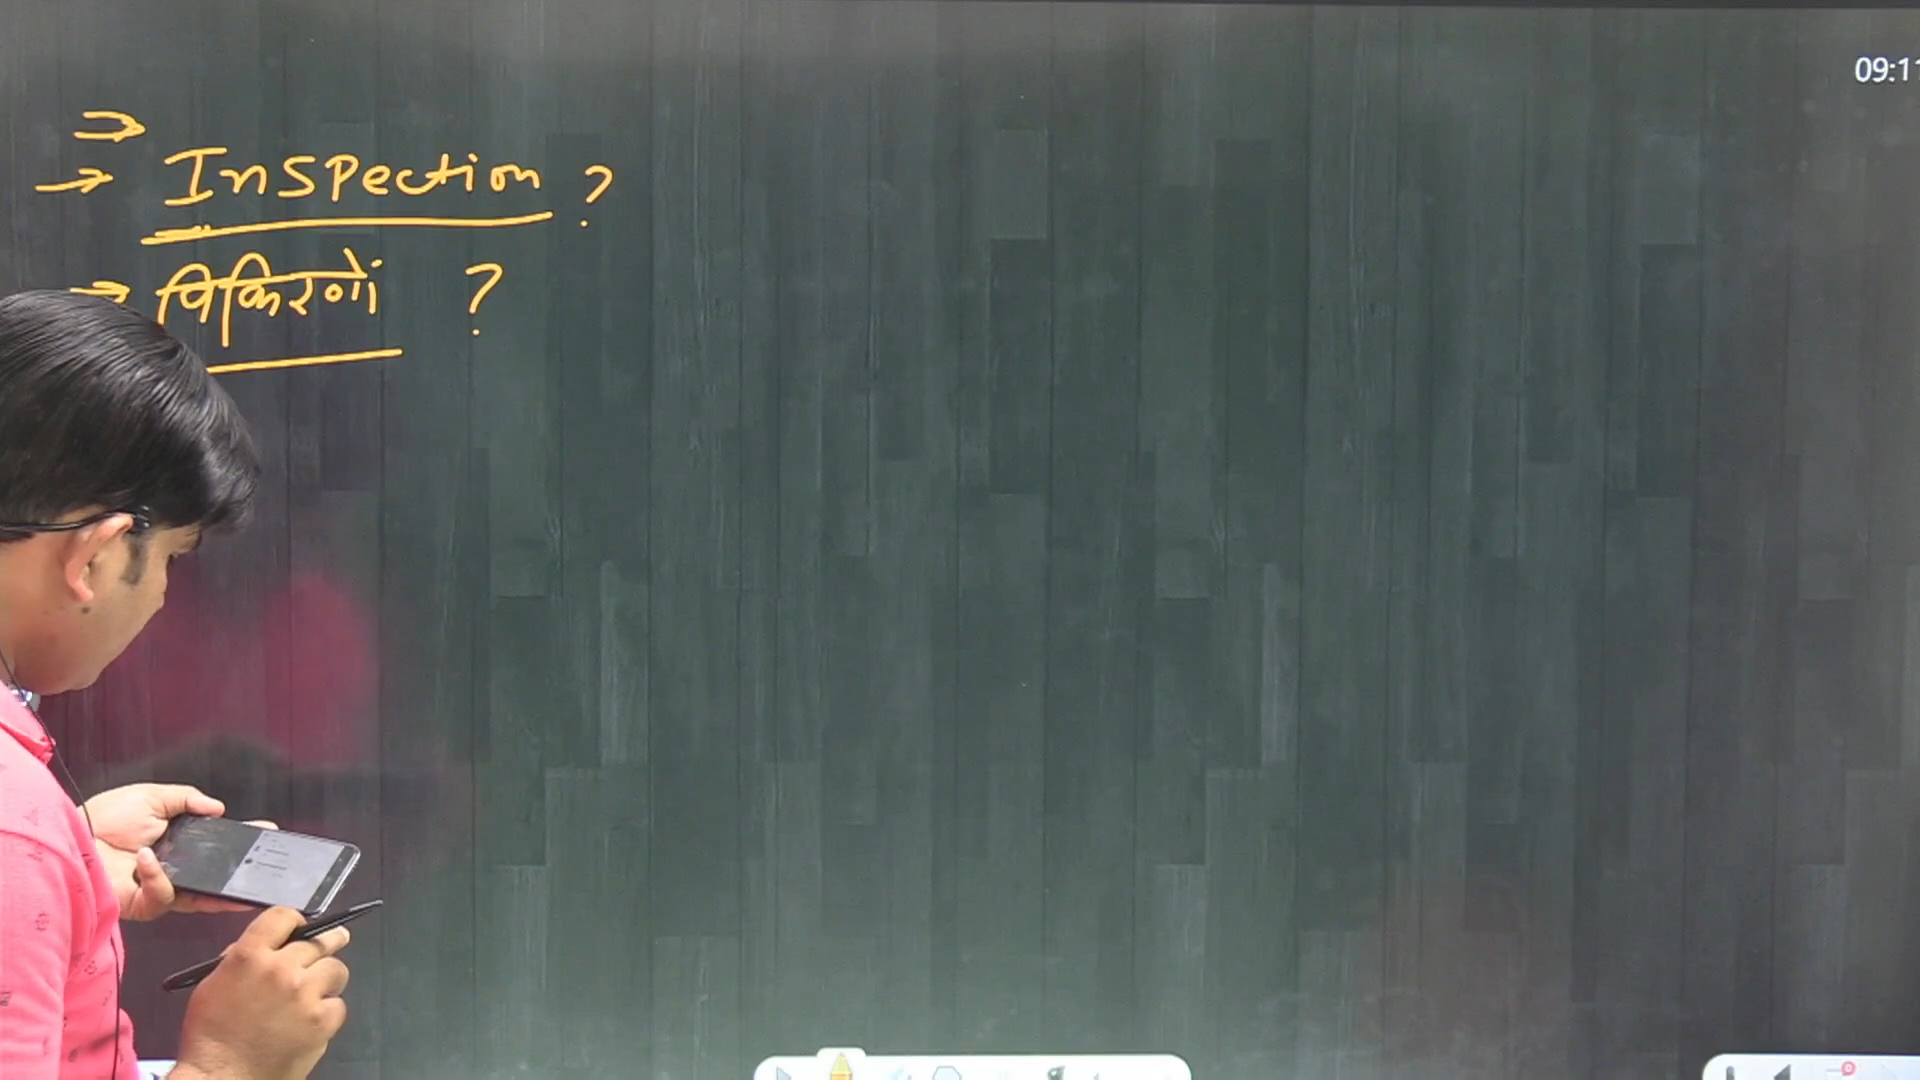 ⇒
→ Inspection ?
→ विकिरणों ?
09:11